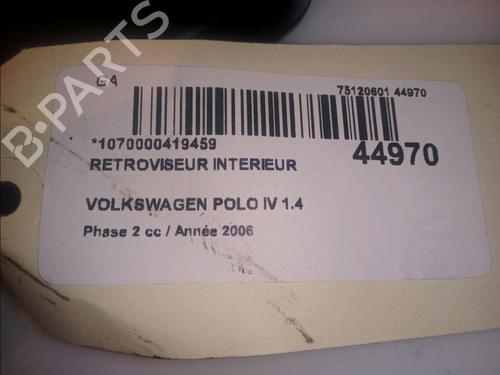 B-PARTS
GA
75120601 44970
*1070000419459
44970
RETROVISEUR INTERIEUR
VOLKSWAGEN POLO IV 1.4
Phase 2 cc / Année 2006